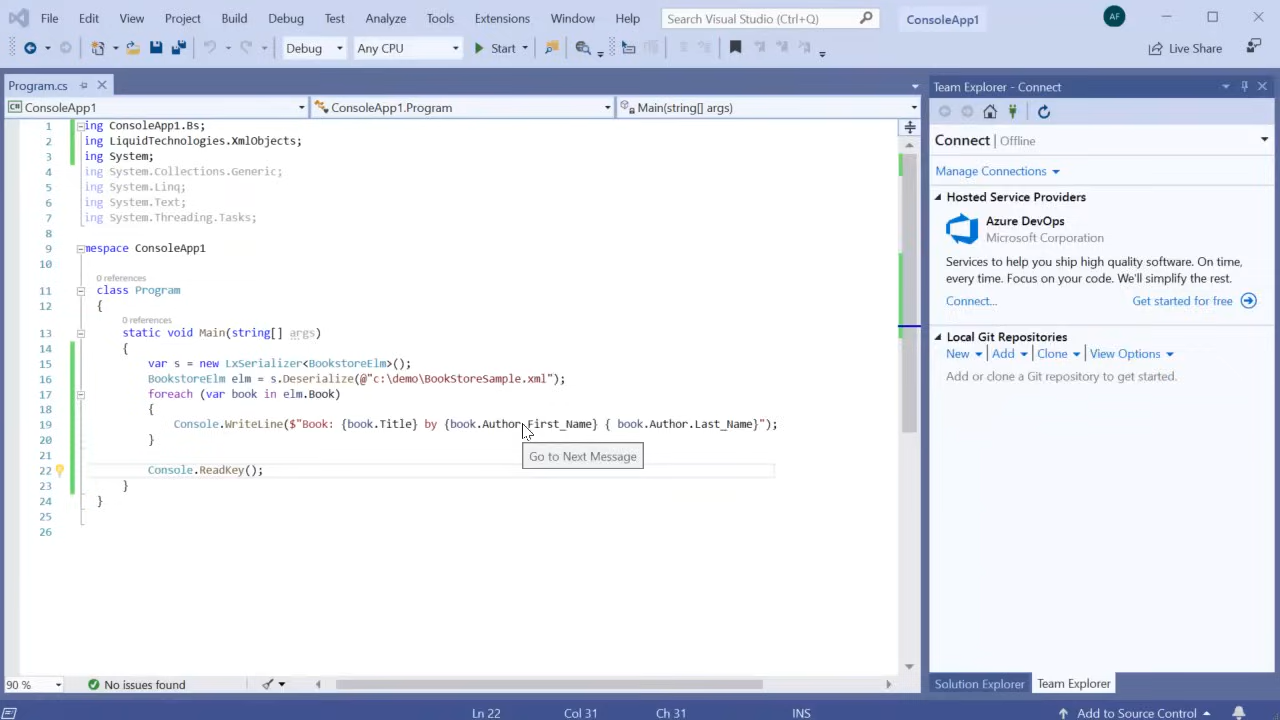 File Edit View Project Build Debug Test Analyze Tools Extensions Window Help Search Visual Studio (Ctrl+Q) ConsoleApp1 AF
Debug Any CPU Start Live Share
Program.cs
ConsoleApp1 ConsoleApp1.Program Main(string[] args)
1 ing ConsoleApp1.Bs;
2 ing LiquidTechnologies.XmlObjects;
3 ing System;
4 ing System.Collections.Generic;
5 ing System.Linq;
6 ing System.Text;
7 ing System.Threading.Tasks;
8
9 mespace ConsoleApp1
10
0 references
11 class Program
12 {
0 references
13 static void Main(string[] args)
14 {
15 var s = new LxSerializer<BookstoreElm>();
16 BookstoreElm elm = s.Deserialize(@"c:\demo\BookStoreSample.xml");
17 foreach (var book in elm.Book)
18 {
19 Console.WriteLine($"Book: {book.Title} by {book.Author.First_Name} { book.Author.Last_Name}");
20 }
21
22 Console.ReadKey();
23 }
24 }
25
26
Go to Next Message
90 % No issues found
Team Explorer - Connect
Connect | Offline
Manage Connections
Hosted Service Providers
Azure DevOps
Microsoft Corporation
Services to help you ship high quality software. On time,
every time. Focus on your code. We'll simplify the rest.
Connect... Get started for free
Local Git Repositories
New Add Clone View Options
Add or clone a Git repository to get started.
Solution Explorer Team Explorer
Ln 22 Col 31 Ch 31 INS Add to Source Control